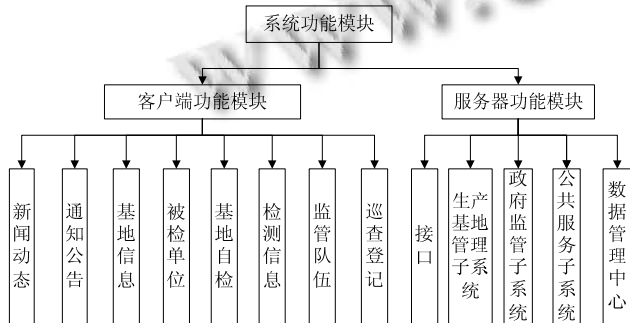 系统功能模块
客户端功能模块
服务器功能模块
新闻动态
通知公告
基地信息
被检单位
基地自检
检测信息
监管队伍
巡查登记
接口
生产基地管理子系统
政府监管子系统
公共服务子系统
数据管理中心